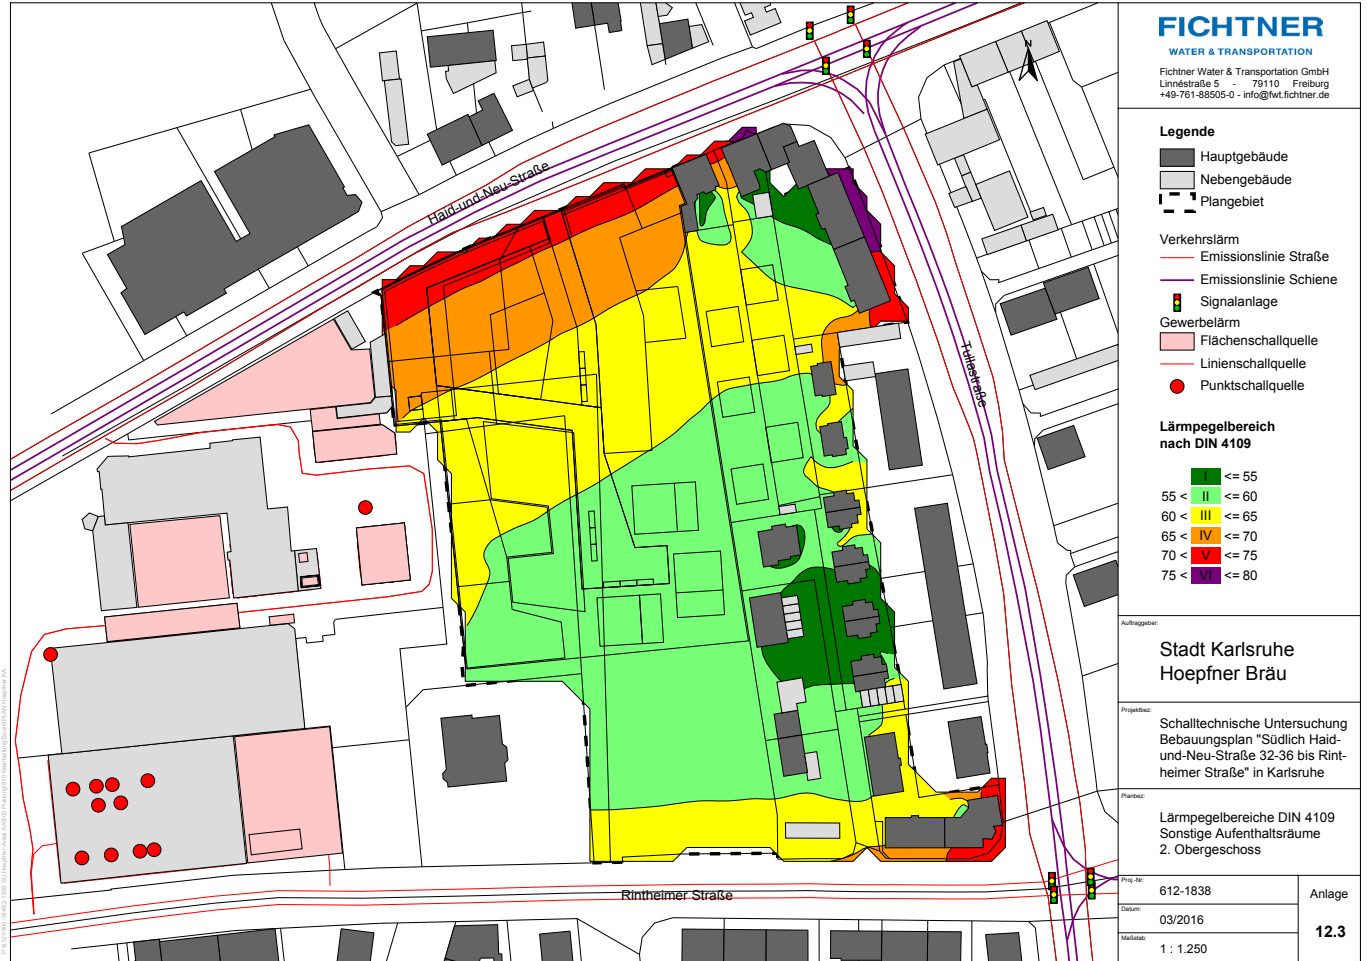 FICHTNER
WATER & TRANSPORTATION
Fichtner Water & Transportation GmbH
Linnéstraße 5 - 79110 Freiburg
+49-761-88505-0 - info@fwt.fichtner.de
N
Haid-und-Neu-Straße
Tullastraße
Rintheimer Straße
Legende
Hauptgebäude
Nebengebäude
Plangebiet
Verkehrslärm
Emissionslinie Straße
Emissionslinie Schiene
Signalanlage
Gewerbelärm
Flächenschallquelle
Linienschallquelle
Punktschallquelle
Lärmpegelbereich
nach DIN 4109
I <= 55
55 < II <= 60
60 < III <= 65
65 < IV <= 70
70 < V <= 75
75 < VI <= 80
Auftraggeber:
Stadt Karlsruhe
Hoepfner Bräu
Projektbez:
Schalltechnische Untersuchung
Bebauungsplan "Südlich Haid-
und-Neu-Straße 32-36 bis Rint-
heimer Straße" in Karlsruhe
Planbez:
Lärmpegelbereiche DIN 4109
Sonstige Aufenthaltsräume
2. Obergeschoss
Proj.-Nr:
612-1838
Datum:
03/2016
Maßstab:
1 : 1.250
Anlage
12.3